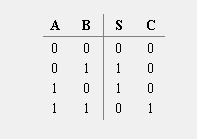 A B S C
0 0 0 0
0 1 1 0
1 0 1 0
1 1 0 1